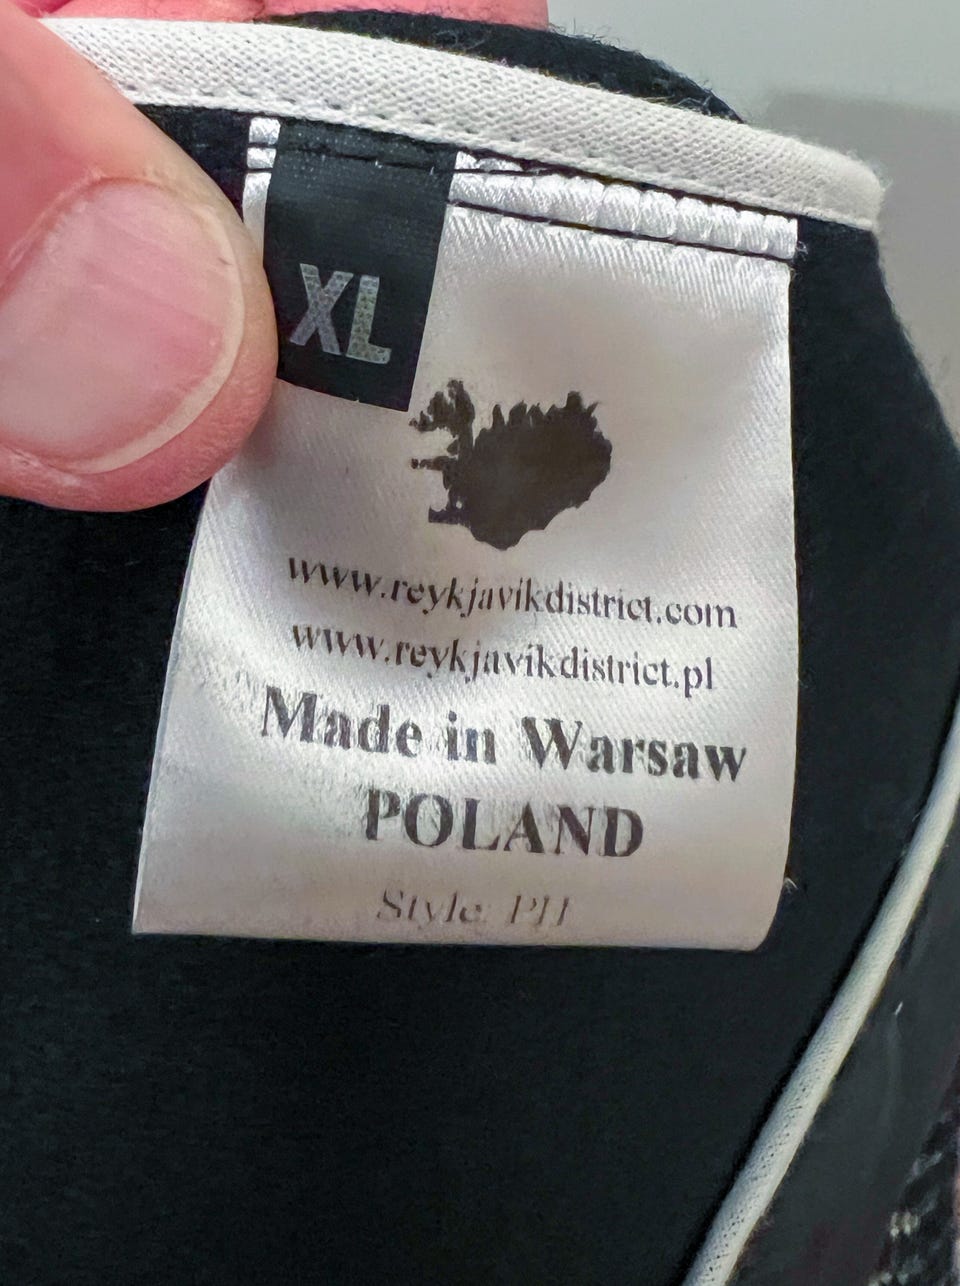 XL
www.reykjavikdistrict.com
www.reykjavikdistrict.pl
Made in Warsaw
POLAND
Style: PH